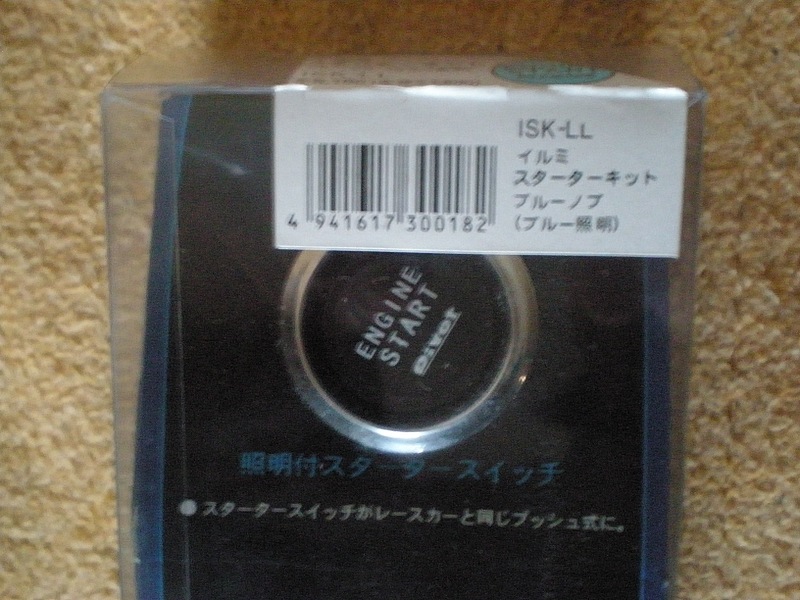 ISK-LL
イルミ
スターターキット
ブルーノブ
(ブルー照明)
4 941617 300182
ENGINE
START
Pivot
照明付スタータースイッチ
●スタータースイッチがレースカーと同じプッシュ式に。